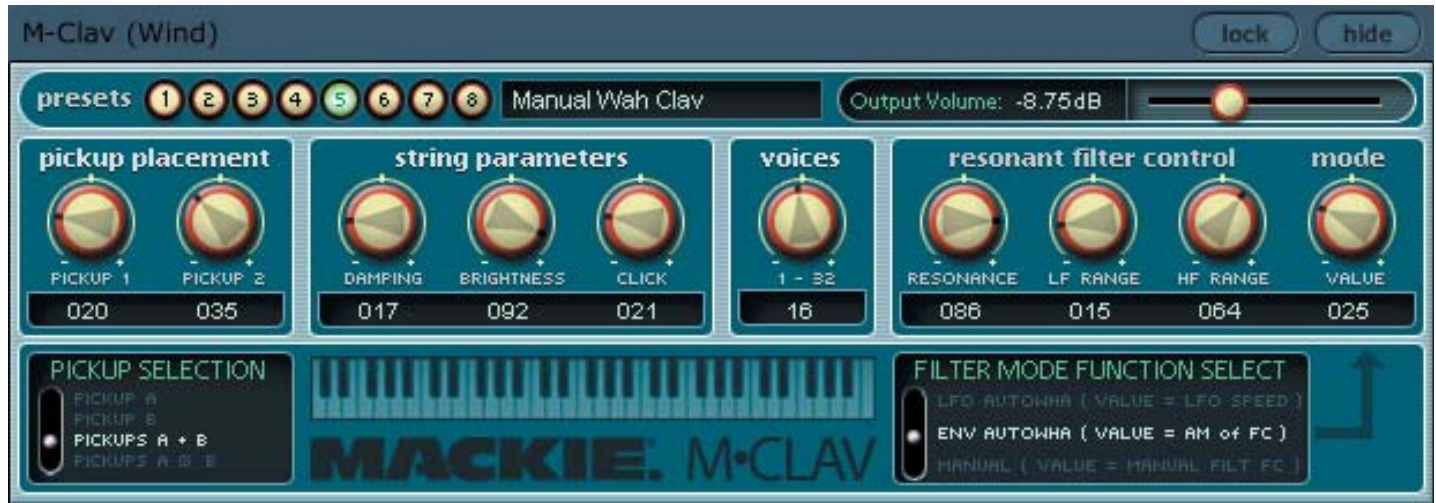 M-Clav (Wind) lock hide
presets 1 2 3 4 5 6 7 8 Manual Wah Clav Output Volume: -8.75dB
pickup placement string parameters voices resonant filter control mode
- + - + - + - + - + - + - + - + - + - +
PICKUP 1 PICKUP 2 DAMPING BRIGHTNESS CLICK 1 - 32 RESONANCE LF RANGE HF RANGE VALUE
020 035 017 092 021 16 086 015 064 025
PICKUP SELECTION
PICKUP A
PICKUP B
PICKUPS A + B
PICKUPS A B
MACKIE. M•CLAV
FILTER MODE FUNCTION SELECT
LFO AUTOWHA ( VALUE = LFO SPEED )
ENV AUTOWHA ( VALUE = AM of FC )
MANUAL ( VALUE = MANUAL FILT FC )